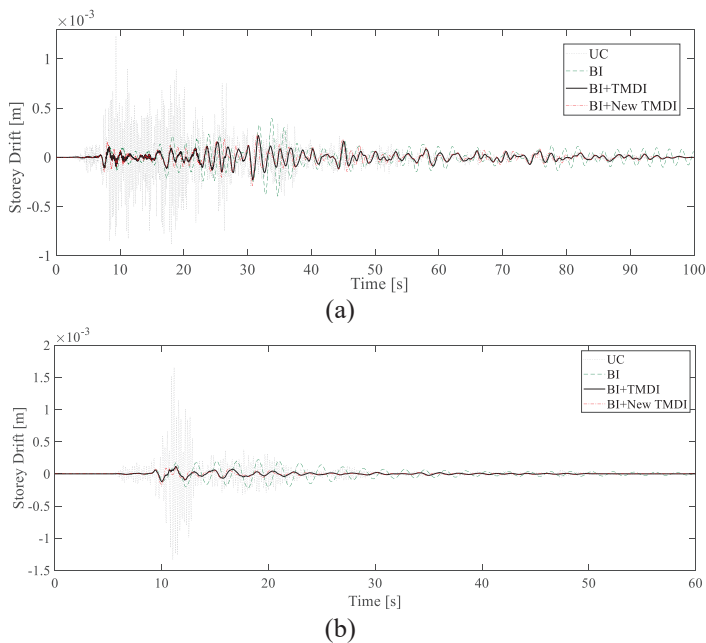 ×10⁻³
1
0.5
0
-0.5
-1
Storey Drift [m]
UC
BI
BI+TMDI
BI+New TMDI
0 10 20 30 40 50 60 70 80 90 100
Time [s]
(a)
×10⁻³
2
1.5
1
0.5
0
-0.5
-1
-1.5
Storey Drift [m]
UC
BI
BI+TMDI
BI+New TMDI
0 10 20 30 40 50 60
Time [s]
(b)